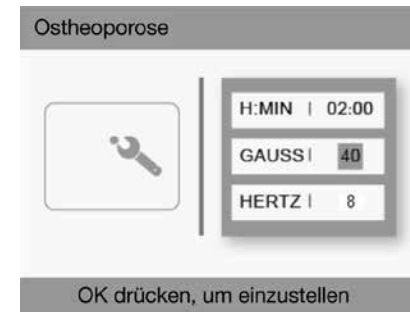 Ostheoporose
H:MIN | 02:00
GAUSS | 40
HERTZ | 8
OK drücken, um einzustellen